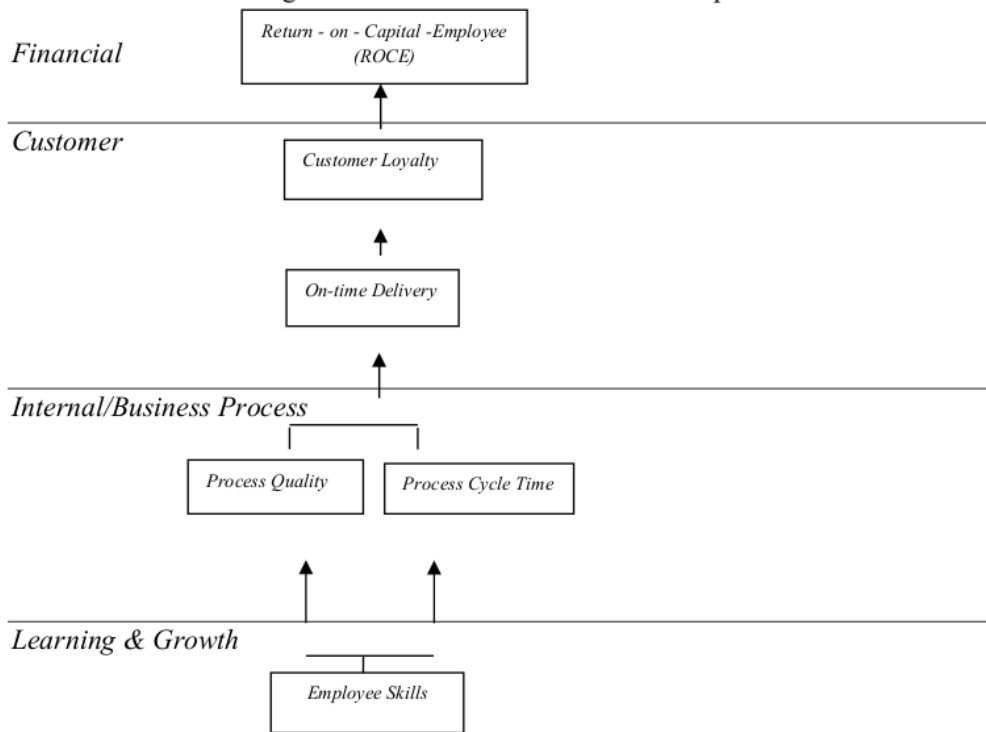 Financial
Return - on - Capital -Employee
(ROCE)
Customer
Customer Loyalty
On-time Delivery
Internal/Business Process
Process Quality
Process Cycle Time
Learning & Growth
Employee Skills